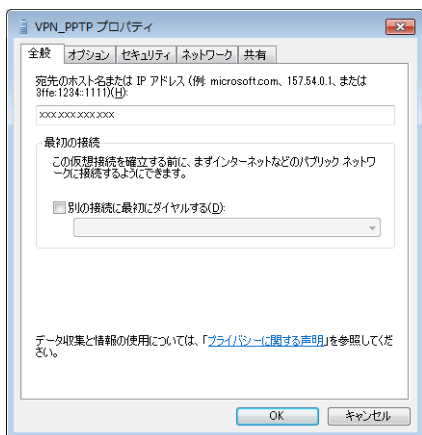 VPN_PPTP プロパティ
全般 オプション セキュリティ ネットワーク 共有
宛先のホスト名または IP アドレス (例: microsoft.com、157.54.0.1、または
3ffe:1234::1111)(H):
xxx.xxx.xxx.xxx
最初の接続
この仮想接続を確立する前に、まずインターネットなどのパブリック ネットワ
ークに接続するようにできます。
別の接続に最初にダイヤルする(D):
データ収集と情報の使用については、「プライバシーに関する声明」を参照してくだ
さい。
OK キャンセル